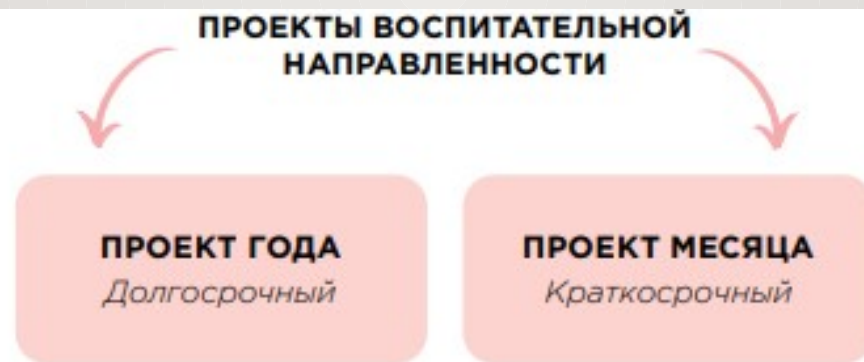 ПРОЕКТЫ ВОСПИТАТЕЛЬНОЙ
НАПРАВЛЕННОСТИ
ПРОЕКТ ГОДА
Долгосрочный
ПРОЕКТ МЕСЯЦА
Краткосрочный